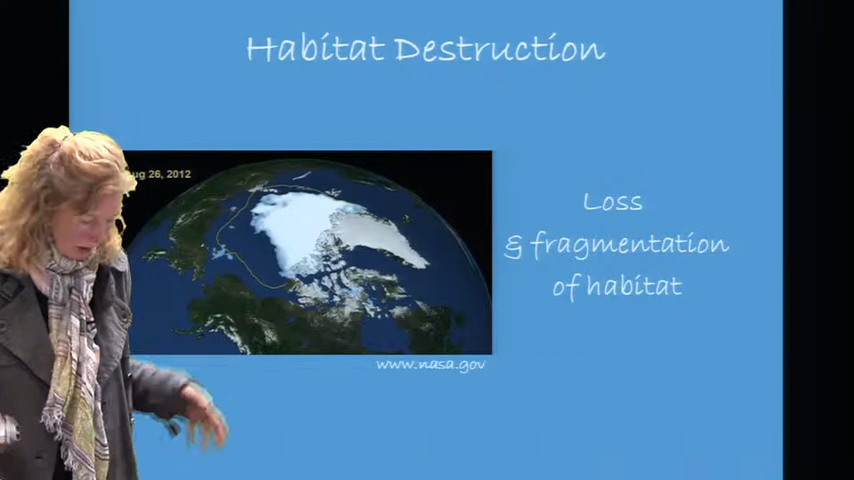 Habitat Destruction
ug 26, 2012
Loss
& fragmentation
of habitat
www.nasa.gov